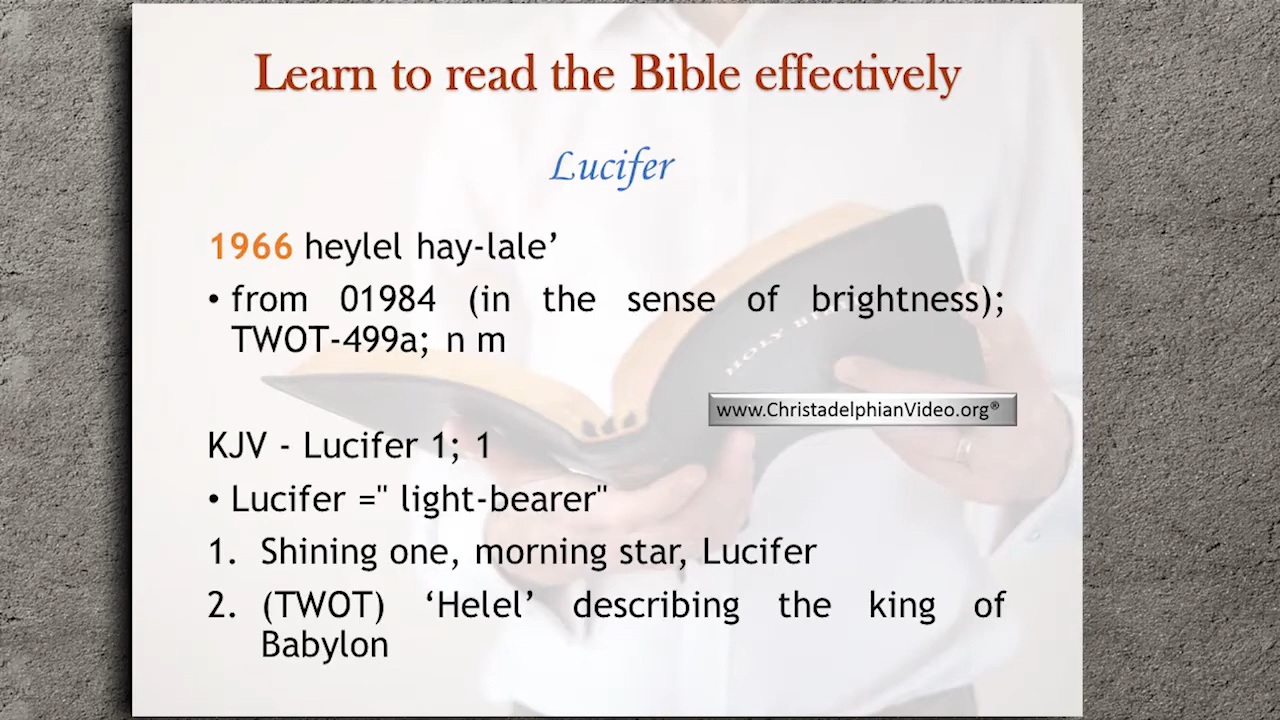 Learn to read the Bible effectively
Lucifer
1966 heylel hay-lale’
• from 01984 (in the sense of brightness);
TWOT-499a; n m
HOLY BIBLE
www.ChristadelphianVideo.org®
KJV - Lucifer 1; 1
• Lucifer =" light-bearer"
1. Shining one, morning star, Lucifer
2. (TWOT) ‘Helel’ describing the king of
Babylon